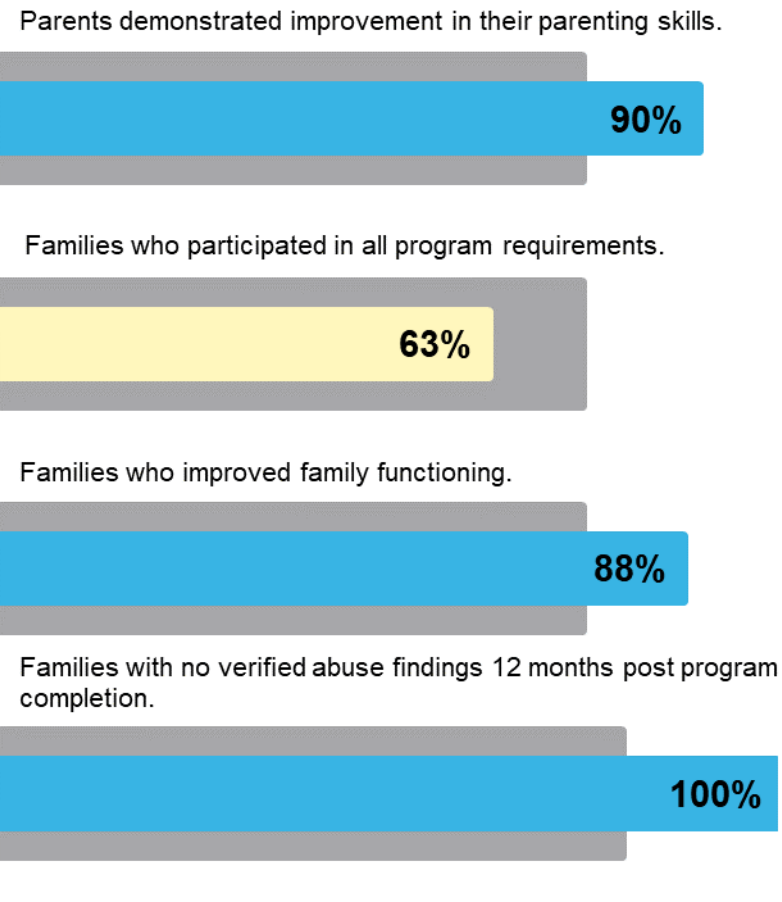 Parents demonstrated improvement in their parenting skills.
90%
Families who participated in all program requirements.
63%
Families who improved family functioning.
88%
Families with no verified abuse findings 12 months post program
completion.
100%